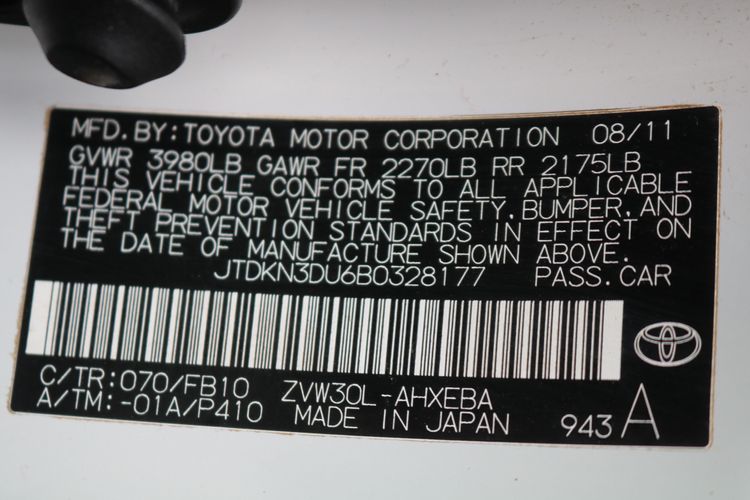 MFD.BY:TOYOTA MOTOR CORPORATION 08/11
GVWR 3980LB GAWR FR 2270LB RR 2175LB
THIS VEHICLE CONFORMS TO ALL APPLICABLE
FEDERAL MOTOR VEHICLE SAFETY,BUMPER,AND
THEFT PREVENTION STANDARDS IN EFFECT ON
THE DATE OF MANUFACTURE SHOWN ABOVE.
JTDKN3DU6B0328177 PASS.CAR
C/TR:070/FB10 ZVW30L-AHXEBA
A/TM:-01A/P410 MADE IN JAPAN 943 A